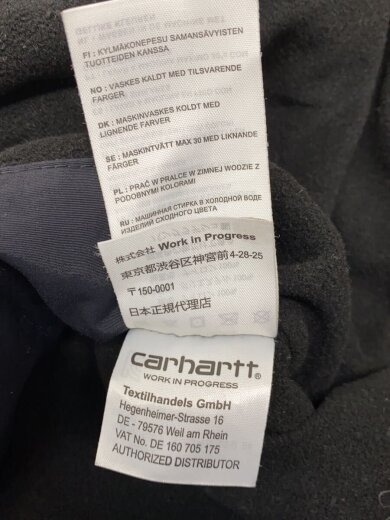 FI : KYLMÄKONEPESU SAMANSÄVYISTEN
TUOTTEIDEN KANSSA
NO : VASKES KALDT MED TILSVARENDE
FARGER
DK : MASKINVASKES KOLDT MED
LIGNENDE FARVER
SE : MASKINTVÄTT MAX 30 MED LIKNANDE
FÄRGER
PL : PRAĆ W PRALCE W ZIMNEJ WODZIE Z
PODOBNYMI KOLORAMI
RU : МАШИННАЯ СТИРКА В ХОЛОДНОЙ ВОДЕ
ИЗДЕЛИЙ СХОДНОГО ЦВЕТА
株式会社 Work in Progress
東京都渋谷区神宮前4-28-25
〒150-0001
日本正規代理店
carhartt®
WORK IN PROGRESS
Textilhandels GmbH
Hegenheimer-Strasse 16
DE - 79576 Weil am Rhein
VAT No. DE 160 705 175
AUTHORIZED DISTRIBUTOR